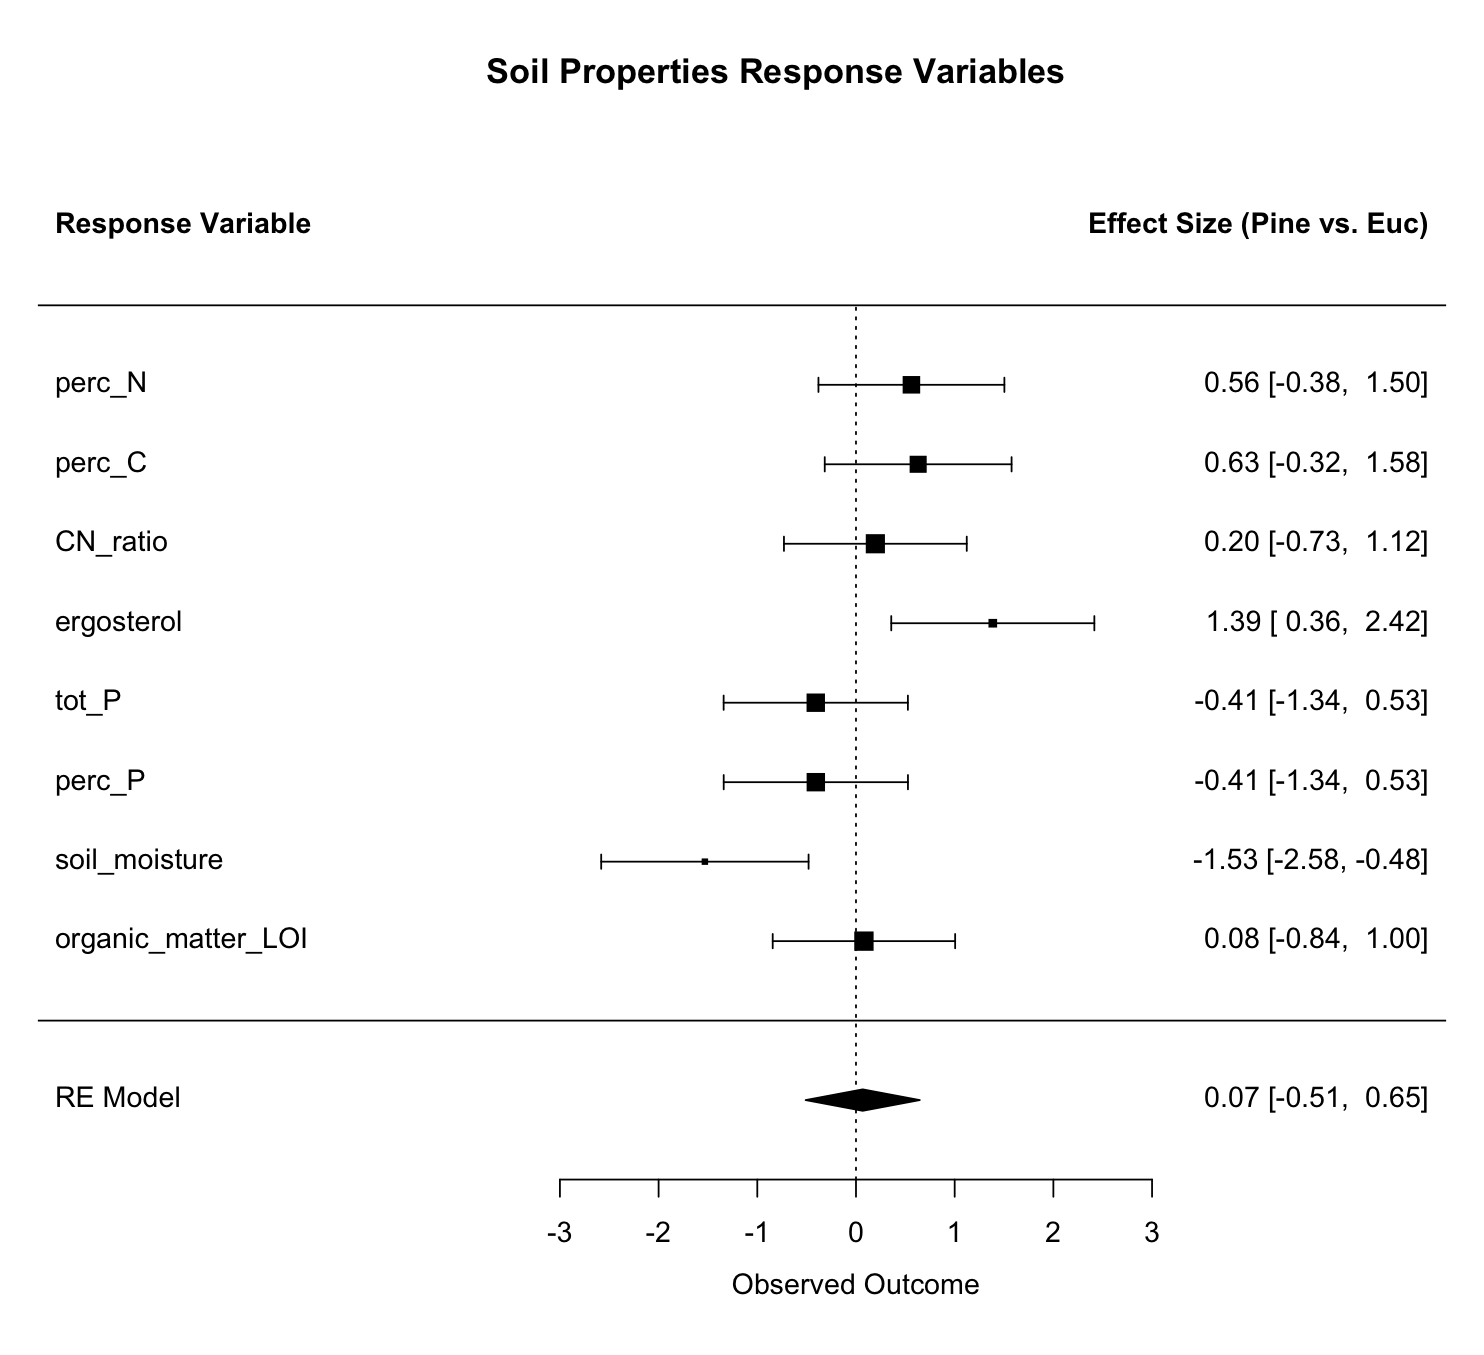 Soil Properties Response Variables
Response Variable Effect Size (Pine vs. Euc)
perc_N 0.56 [-0.38, 1.50]
perc_C 0.63 [-0.32, 1.58]
CN_ratio 0.20 [-0.73, 1.12]
ergosterol 1.39 [ 0.36, 2.42]
tot_P -0.41 [-1.34, 0.53]
perc_P -0.41 [-1.34, 0.53]
soil_moisture -1.53 [-2.58, -0.48]
organic_matter_LOI 0.08 [-0.84, 1.00]
RE Model 0.07 [-0.51, 0.65]
-3 -2 -1 0 1 2 3
Observed Outcome